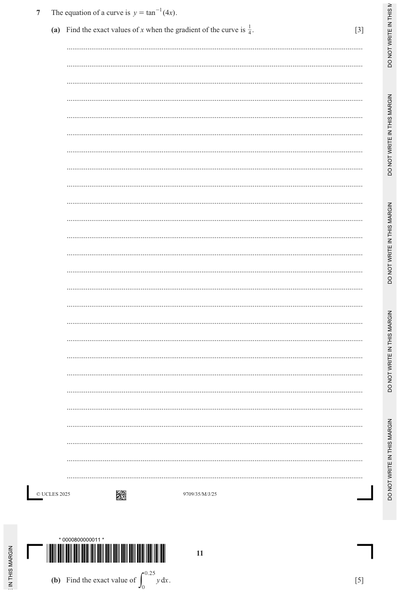 7 The equation of a curve is y = tan⁻¹(4x).
(a) Find the exact values of x when the gradient of the curve is 1/4. [3]
DO NOT WRITE IN THIS M
DO NOT WRITE IN THIS MARGIN
DO NOT WRITE IN THIS MARGIN
DO NOT WRITE IN THIS MARGIN
DO NOT WRITE IN THIS MARGIN
© UCLES 2025 9709/35/M/J/25
* 0000800000011 *
11
IN THIS MARGIN
(b) Find the exact value of ∫₀^0.25 y dx. [5]